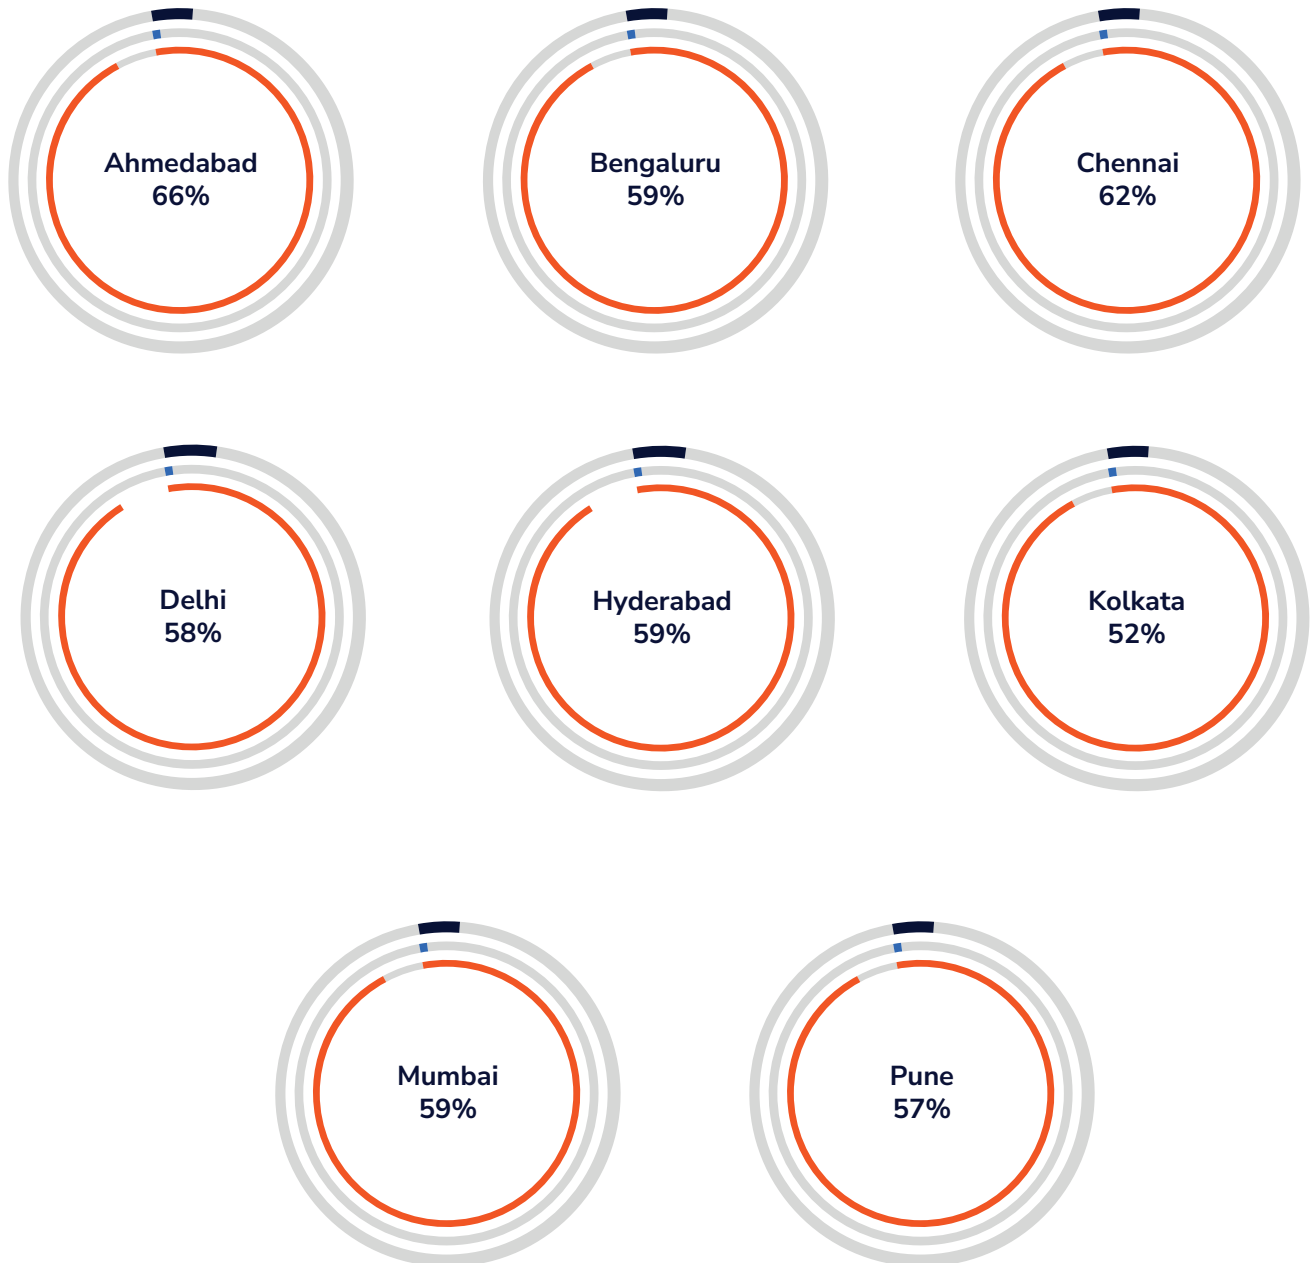 Ahmedabad
66%
Bengaluru
59%
Chennai
62%
Delhi
58%
Hyderabad
59%
Kolkata
52%
Mumbai
59%
Pune
57%